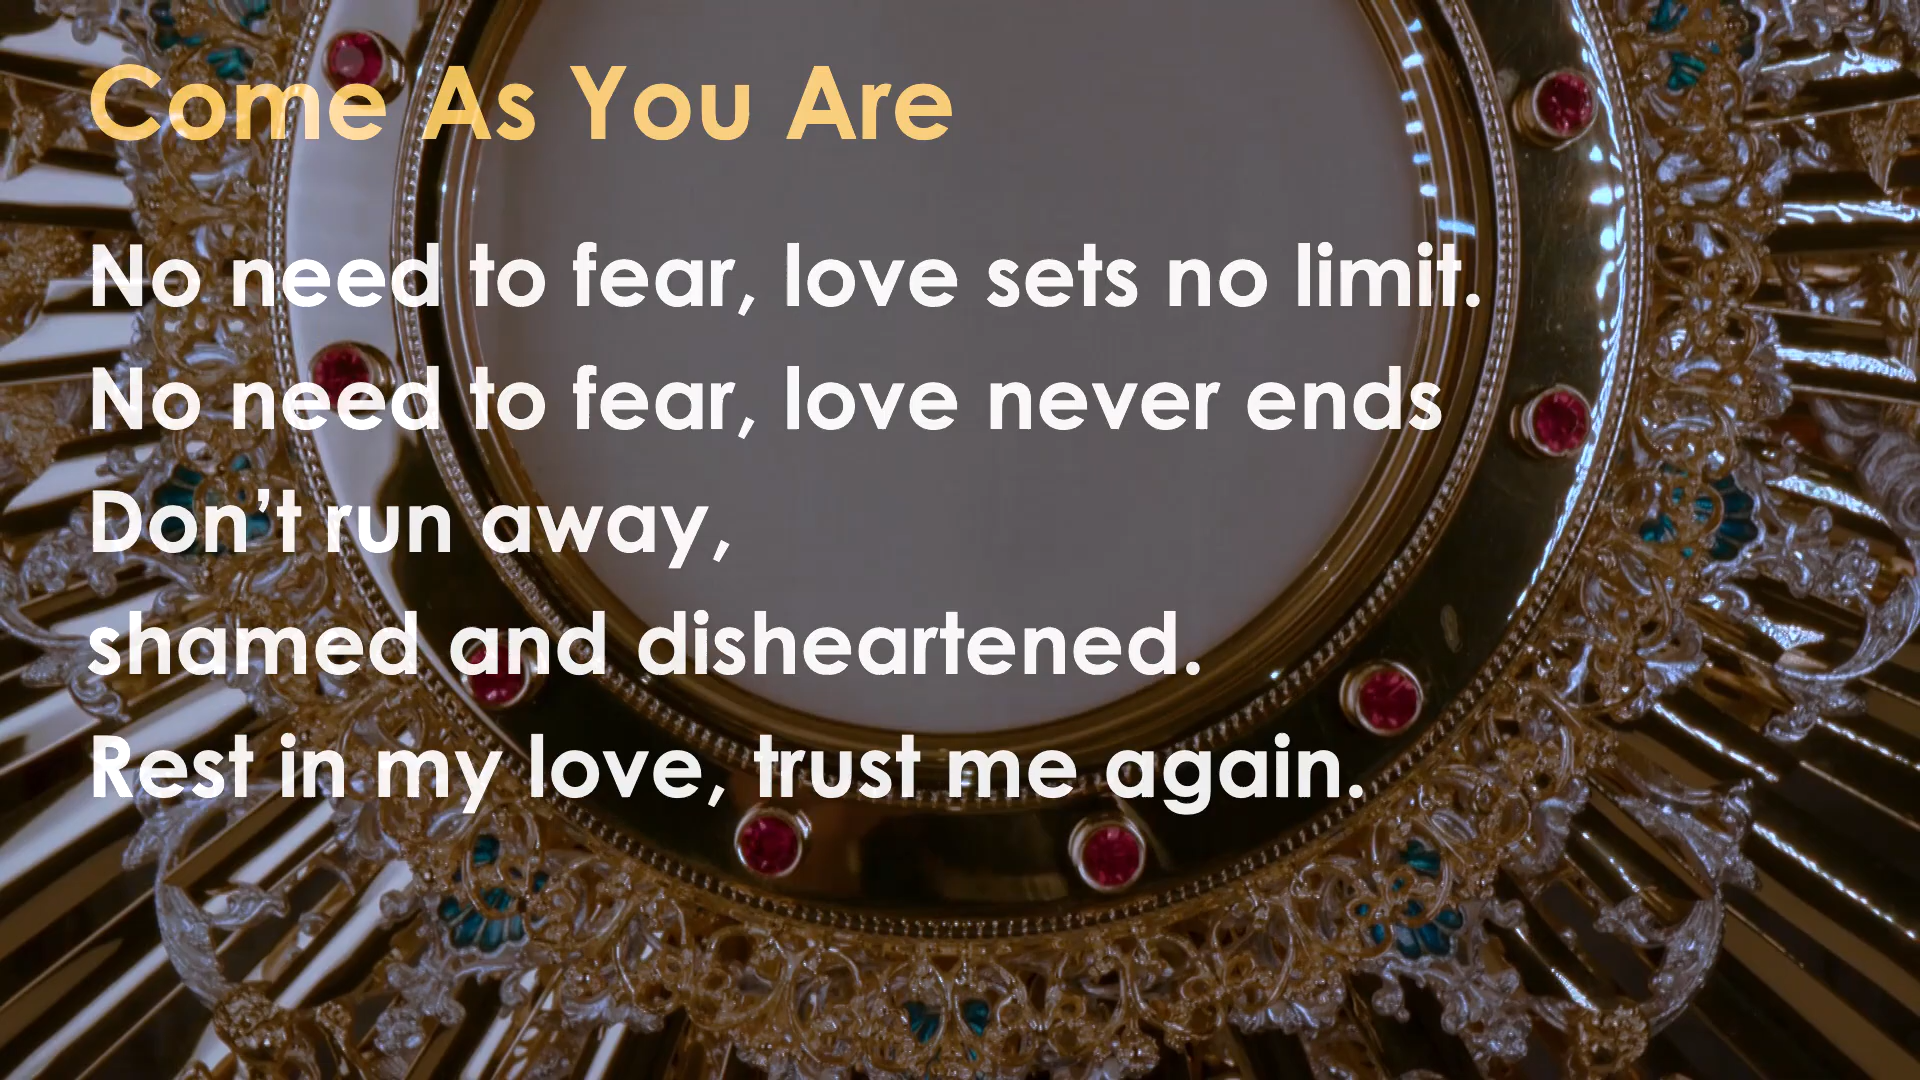 Come As You Are
No need to fear, love sets no limit.
No need to fear, love never ends
Don’t run away,
shamed and disheartened.
Rest in my love, trust me again.